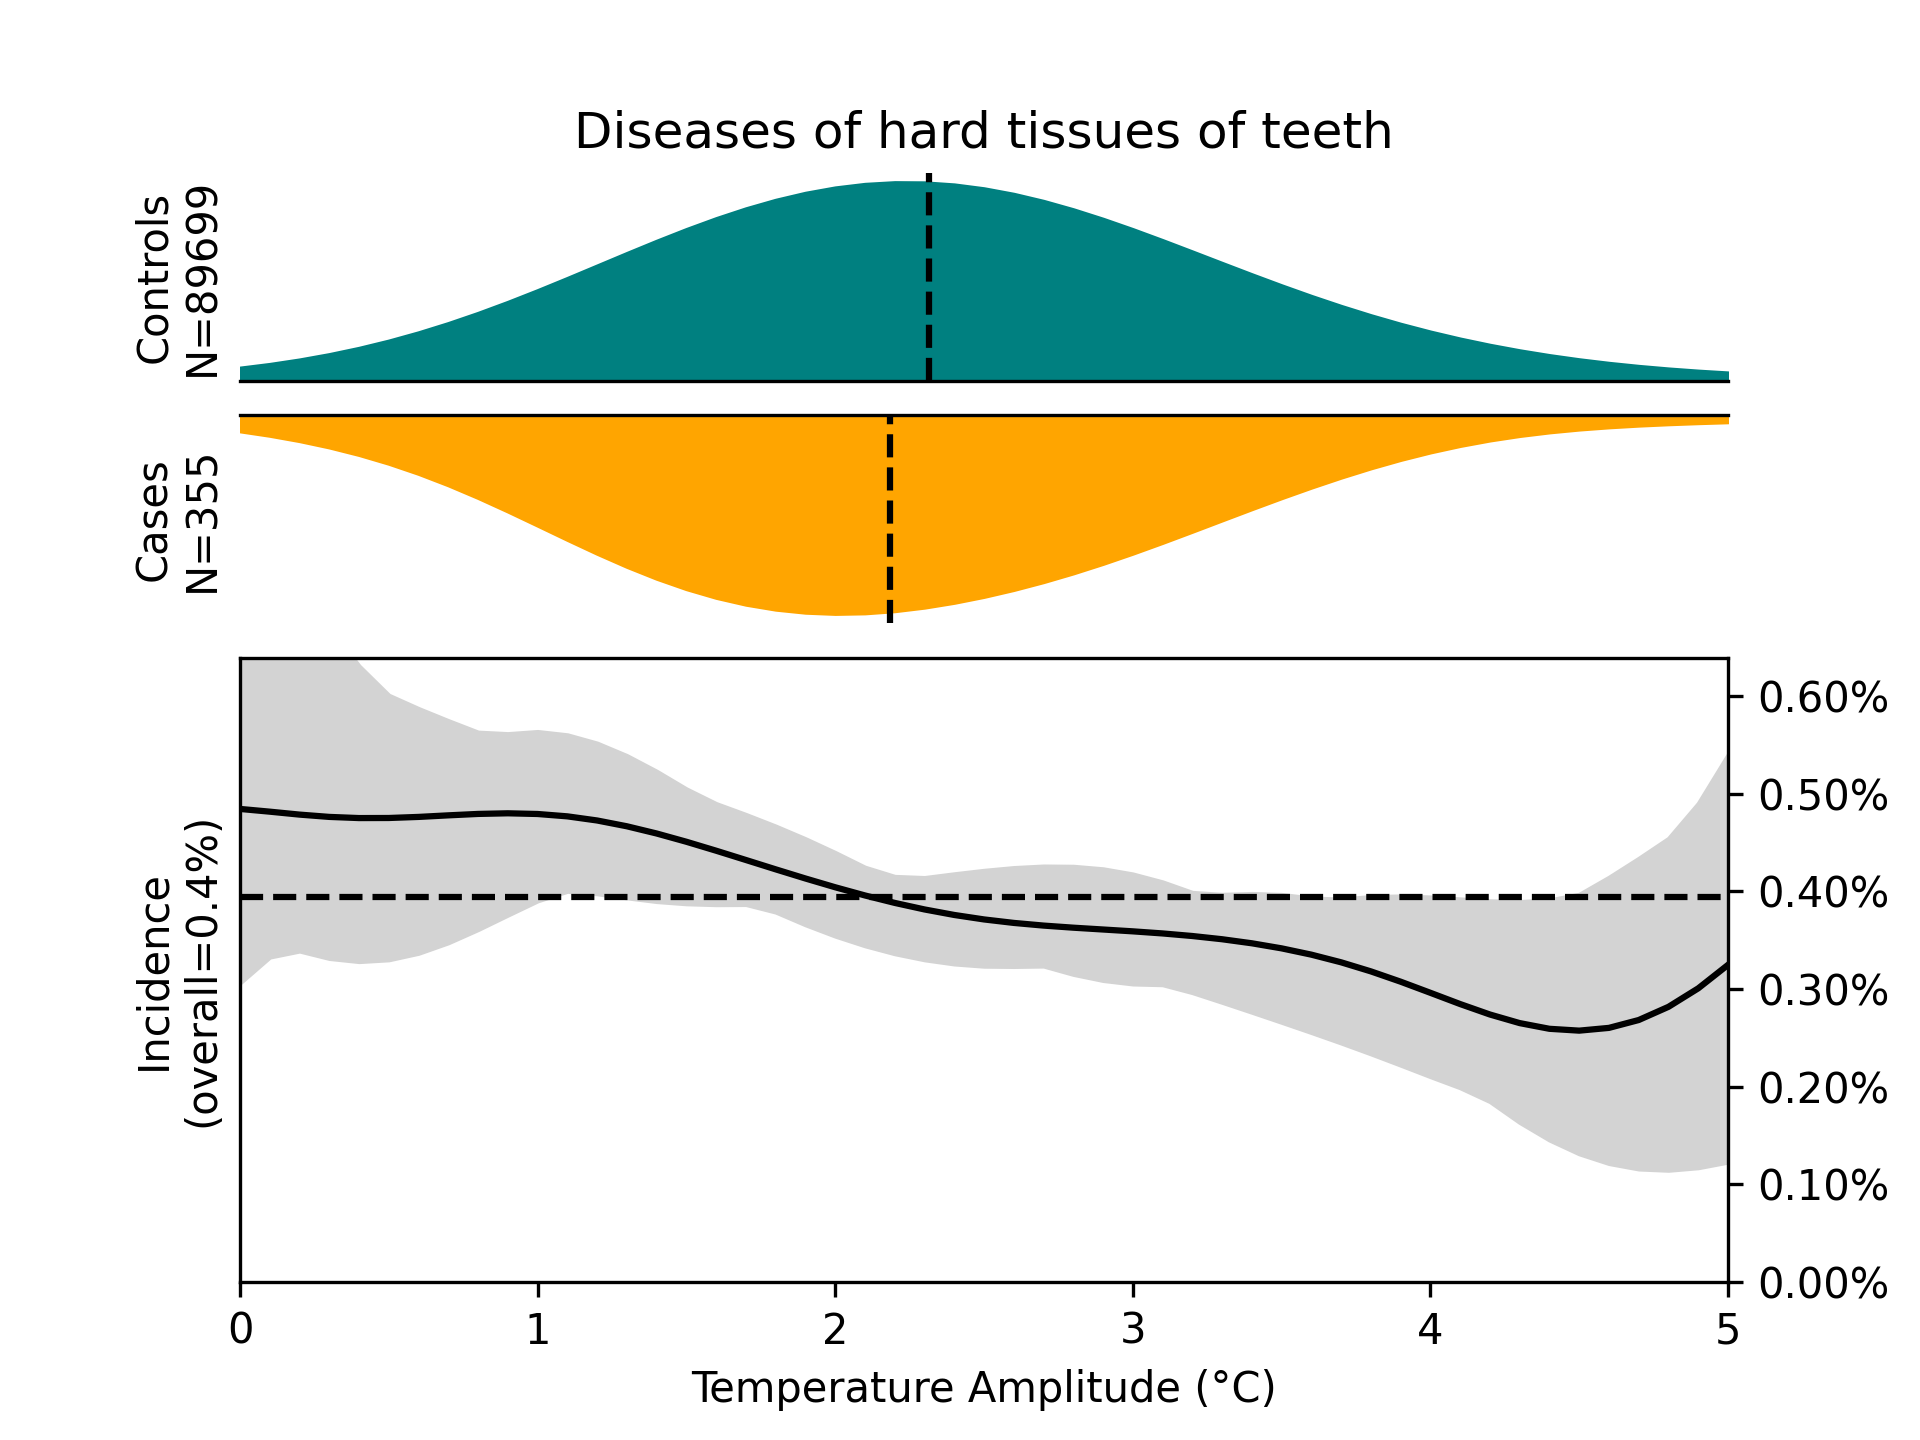 Diseases of hard tissues of teeth
Controls
N=89699
Cases
N=355
Incidence
(overall=0.4%)
0.60%
0.50%
0.40%
0.30%
0.20%
0.10%
0.00%
0 1 2 3 4 5
Temperature Amplitude (°C)